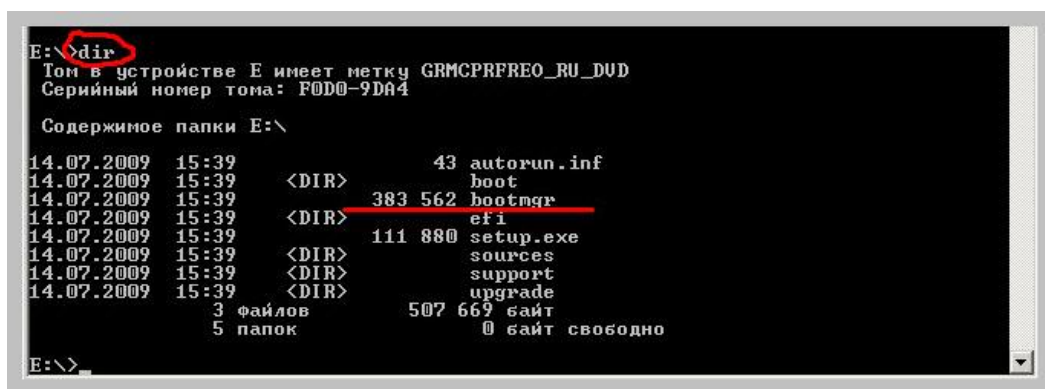 E:\>dir
Том в устройстве E имеет метку GRMCPRFREO_RU_DVD
Серийный номер тома: F0D0-9DA4
Содержимое папки E:\
14.07.2009 15:39 43 autorun.inf
14.07.2009 15:39 <DIR> boot
14.07.2009 15:39 383 562 bootmgr
14.07.2009 15:39 <DIR> efi
14.07.2009 15:39 111 880 setup.exe
14.07.2009 15:39 <DIR> sources
14.07.2009 15:39 <DIR> support
14.07.2009 15:39 <DIR> upgrade
3 файлов 507 669 байт
5 папок 0 байт свободно
E:\>_